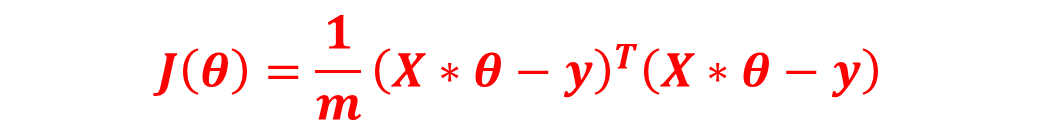 J(θ) = 1/m (X * θ − y)ᵀ(X * θ − y)